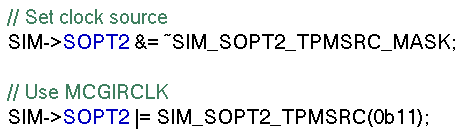 // Set clock source
SIM->SOPT2 &= ~SIM_SOPT2_TPMSRC_MASK;
// Use MCGIRCLK
SIM->SOPT2 |= SIM_SOPT2_TPMSRC(0b11);